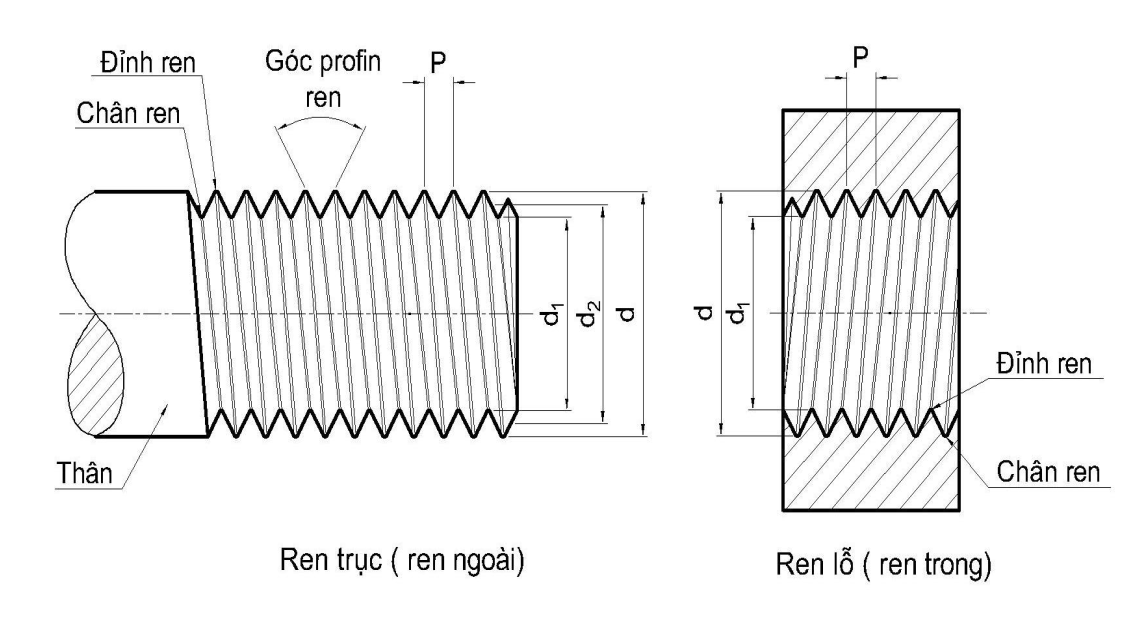 Đỉnh ren
Chân ren
Góc profin
ren
P
d₁
d₂
d
Thân
Ren trục ( ren ngoài)
P
d
d₁
Đỉnh ren
Chân ren
Ren lỗ ( ren trong)